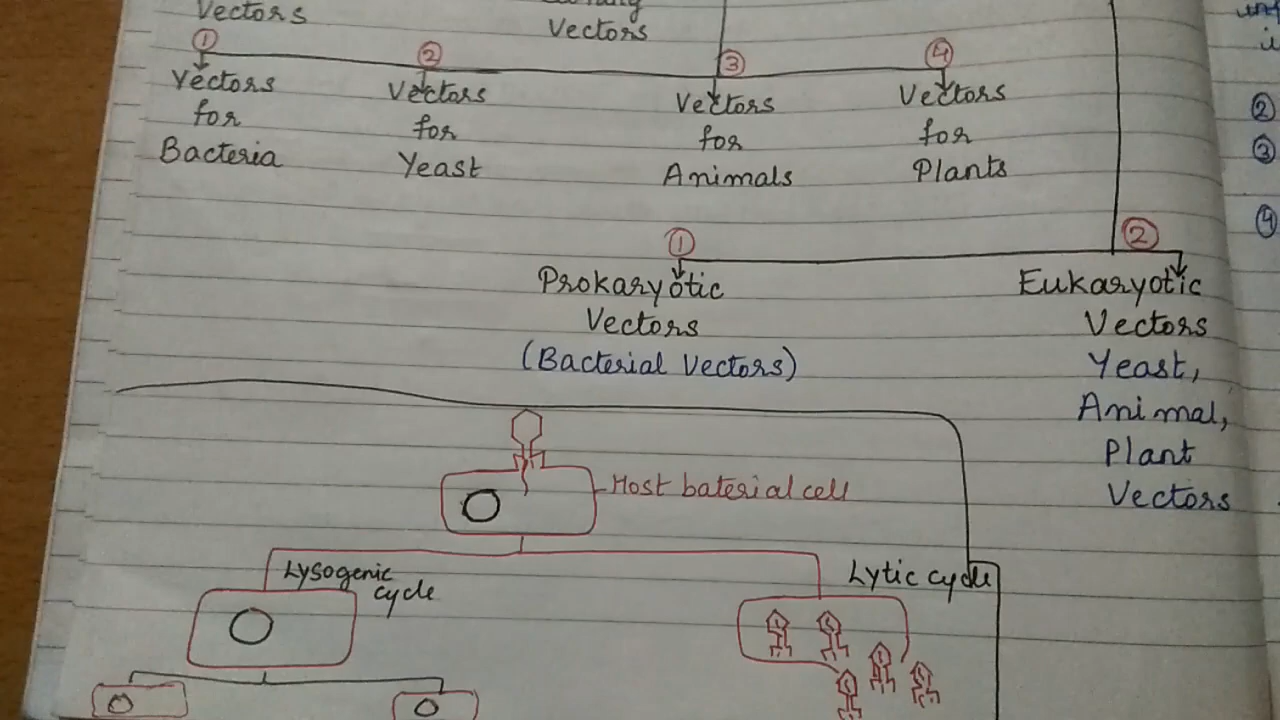 Vectors
Vectors
①
②
③
④
Vectors
for
Bacteria
Vectors
for
Yeast
Vectors
for
Animals
Vectors
for
Plants
①
②
Prokaryotic
Vectors
(Bacterial Vectors)
Eukaryotic
Vectors
Yeast,
Animal,
Plant
Vectors
Host baterial cell
Lysogenic
cycle
Lytic cycle
②
③
④